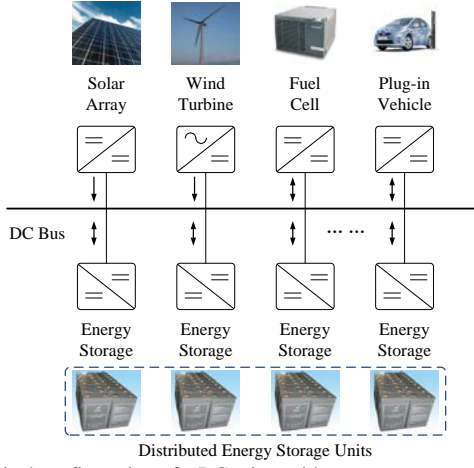 Solar
Array
Wind
Turbine
Fuel
Cell
Plug-in
Vehicle
DC Bus
... ...
Energy
Storage
Energy
Storage
Energy
Storage
Energy
Storage
Distributed Energy Storage Units